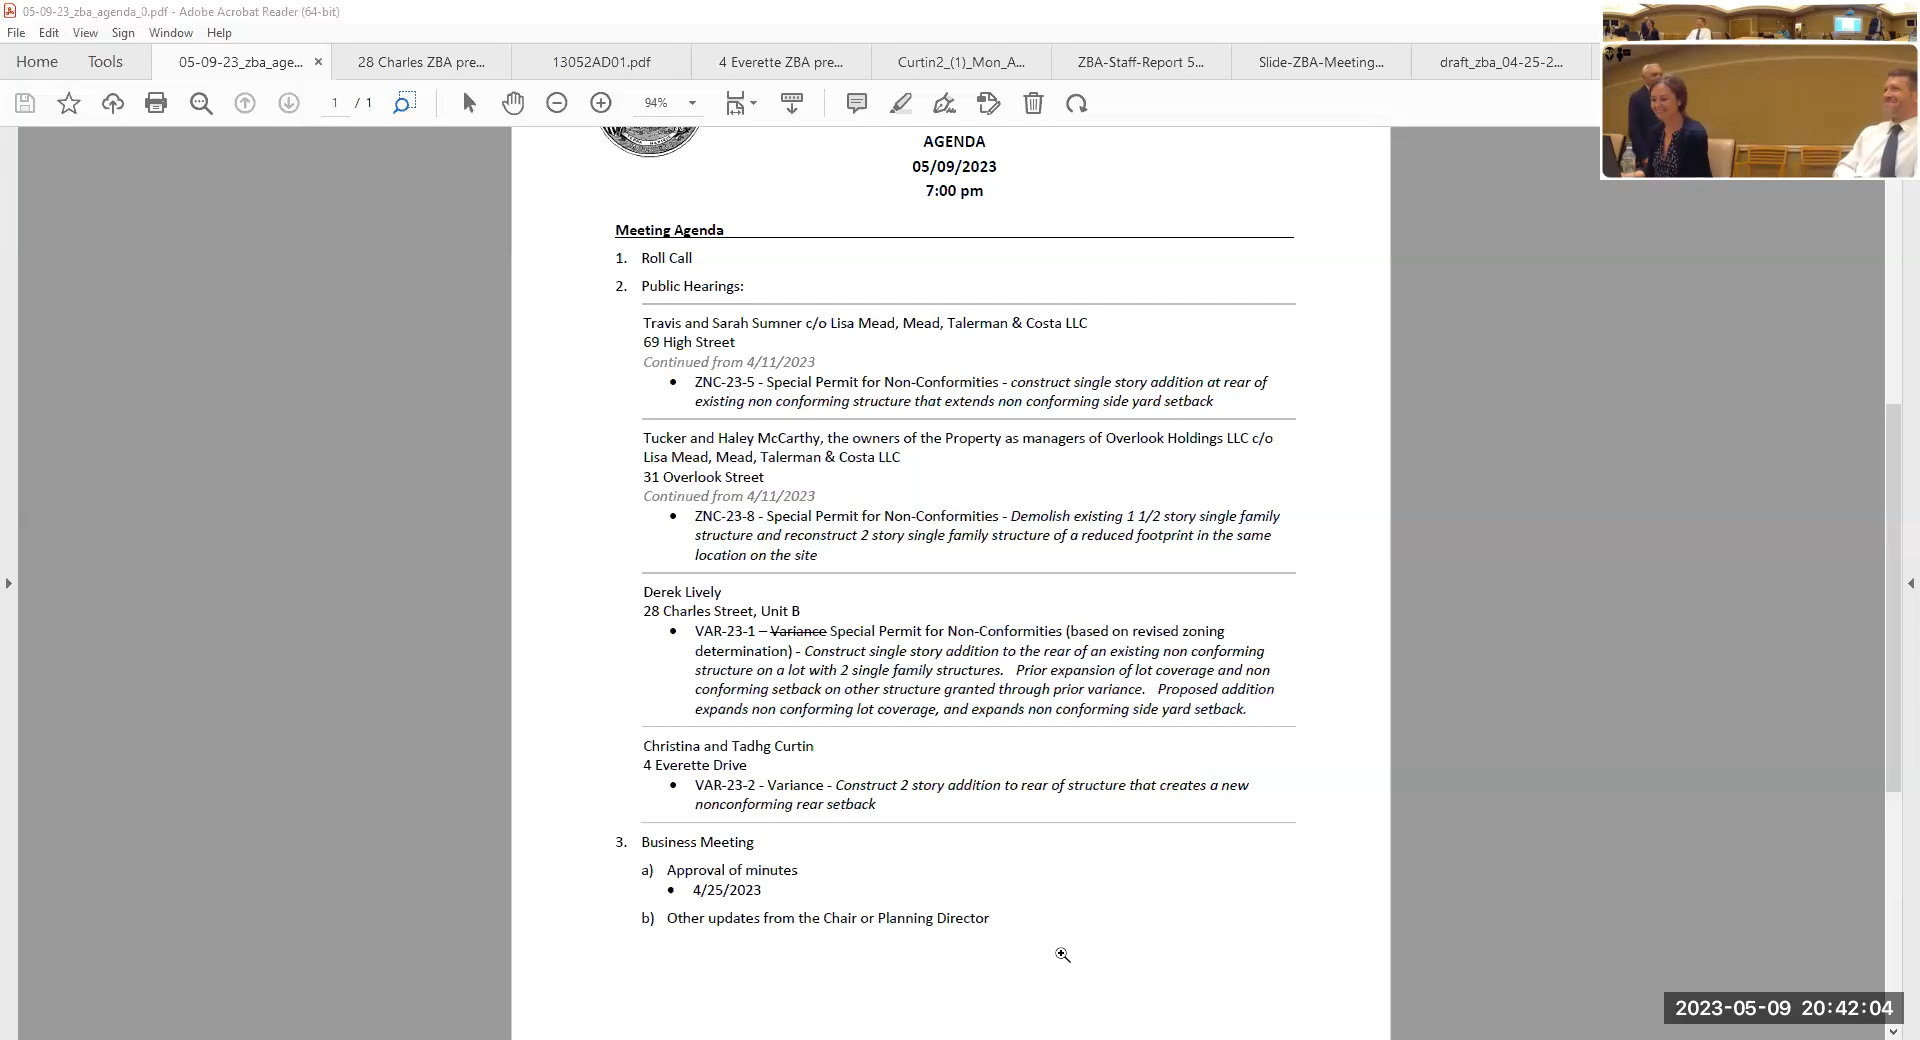 05-09-23_zba_agenda_0.pdf - Adobe Acrobat Reader (64-bit)
File Edit View Sign Window Help
Home Tools 05-09-23_zba_age... × 28 Charles ZBA pre... 13052AD01.pdf 4 Everette ZBA pre... Curtin2_(1)_Mon_A... ZBA-Staff-Report 5... Slide-ZBA-Meeting... draft_zba_04-25-2...
1 / 1 94%
AGENDA
05/09/2023
7:00 pm
Meeting Agenda
1. Roll Call
2. Public Hearings:
Travis and Sarah Sumner c/o Lisa Mead, Mead, Talerman & Costa LLC
69 High Street
Continued from 4/11/2023
• ZNC-23-5 - Special Permit for Non-Conformities - construct single story addition at rear of
existing non conforming structure that extends non conforming side yard setback
Tucker and Haley McCarthy, the owners of the Property as managers of Overlook Holdings LLC c/o
Lisa Mead, Mead, Talerman & Costa LLC
31 Overlook Street
Continued from 4/11/2023
• ZNC-23-8 - Special Permit for Non-Conformities - Demolish existing 1 1/2 story single family
structure and reconstruct 2 story single family structure of a reduced footprint in the same
location on the site
Derek Lively
28 Charles Street, Unit B
• VAR-23-1 – Variance Special Permit for Non-Conformities (based on revised zoning
determination) - Construct single story addition to the rear of an existing non conforming
structure on a lot with 2 single family structures. Prior expansion of lot coverage and non
conforming setback on other structure granted through prior variance. Proposed addition
expands non conforming lot coverage, and expands non conforming side yard setback.
Christina and Tadhg Curtin
4 Everette Drive
• VAR-23-2 - Variance - Construct 2 story addition to rear of structure that creates a new
nonconforming rear setback
3. Business Meeting
a) Approval of minutes
• 4/25/2023
b) Other updates from the Chair or Planning Director
2023-05-09 20:42:04